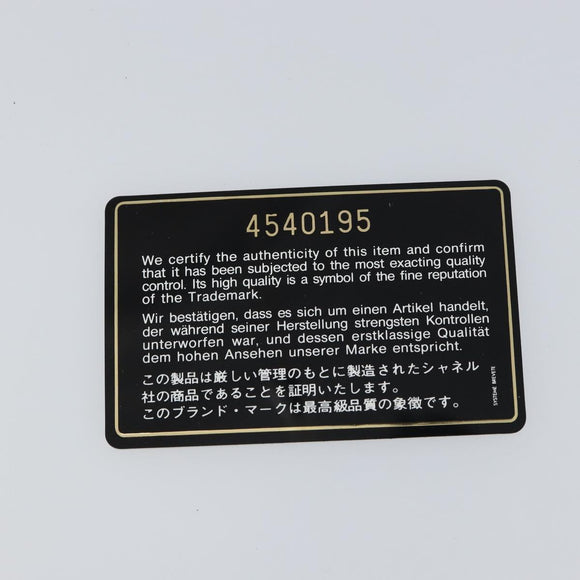 4540195
We certify the authenticity of this item and confirm
that it has been subjected to the most exacting quality
control. Its high quality is a symbol of the fine reputation
of the Trademark.
Wir bestätigen, dass es sich um einen Artikel handelt,
der während seiner Herstellung strengsten Kontrollen
unterworfen war, und dessen erstklassige Qualität
dem hohen Ansehen unserer Marke entspricht.
この製品は厳しい管理のもとに製造されたシャネル
社の商品であることを証明いたします。
このブランド・マークは最高級品質の象徴です。
SYSTEME BREVETE